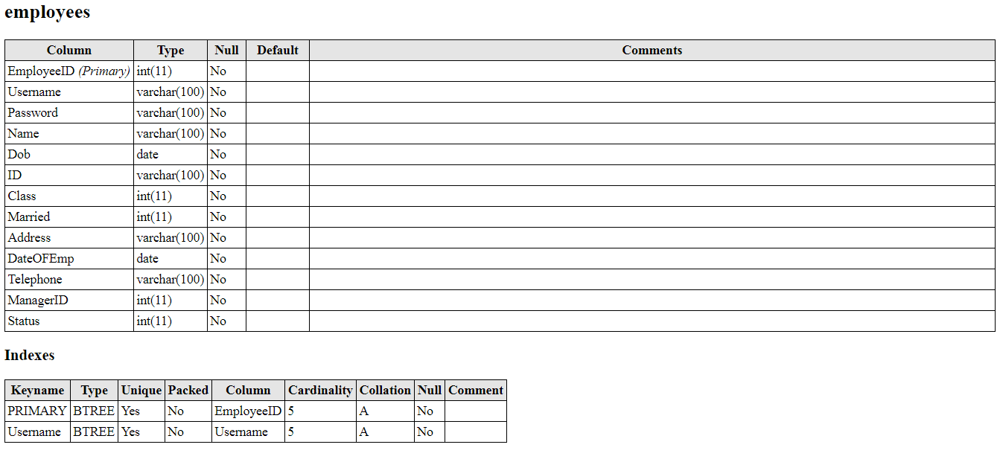 employees
Column Type Null Default Comments
EmployeeID (Primary) int(11) No
Username varchar(100) No
Password varchar(100) No
Name varchar(100) No
Dob date No
ID varchar(100) No
Class int(11) No
Married int(11) No
Address varchar(100) No
DateOFEmp date No
Telephone varchar(100) No
ManagerID int(11) No
Status int(11) No
Indexes
Keyname Type Unique Packed Column Cardinality Collation Null Comment
PRIMARY BTREE Yes No EmployeeID 5 A No
Username BTREE Yes No Username 5 A No